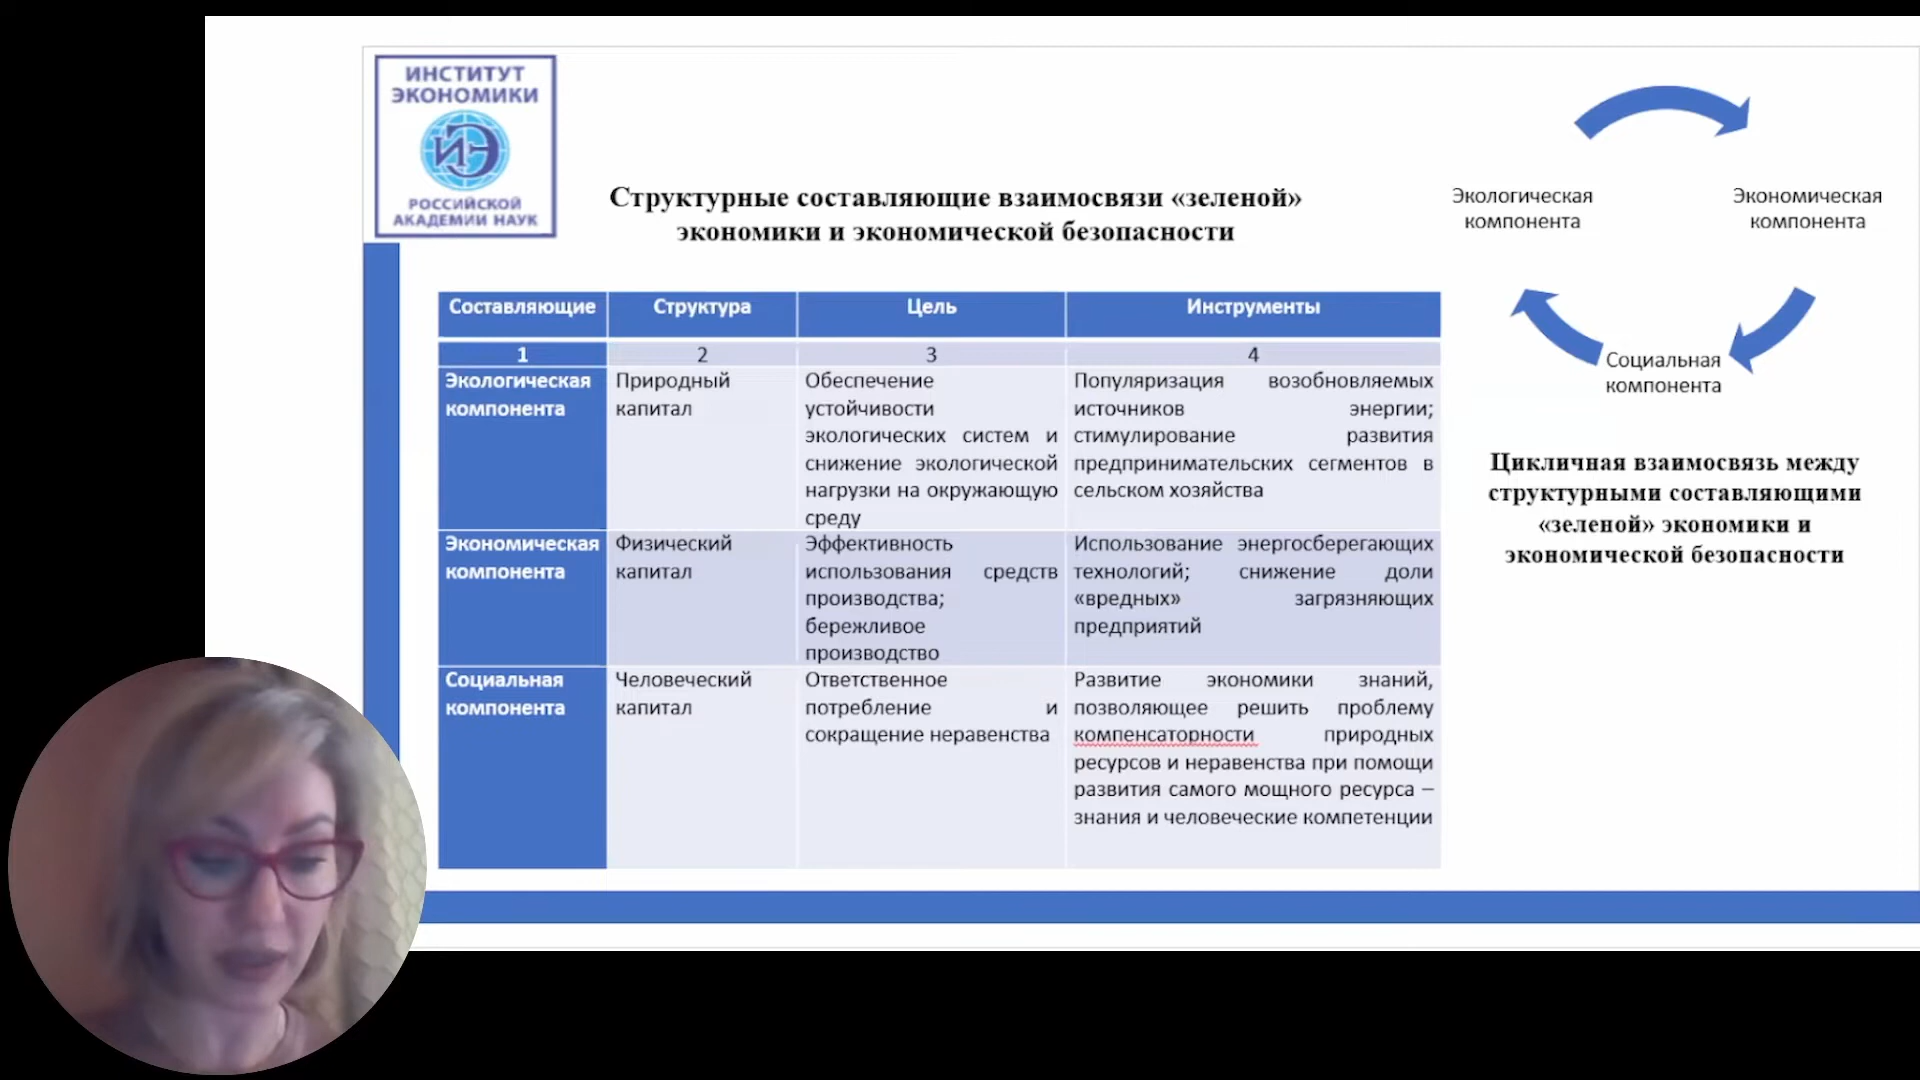 ИНСТИТУТ
ЭКОНОМИКИ
ИЭ
РОССИЙСКОЙ
АКАДЕМИИ НАУК
Структурные составляющие взаимосвязи «зеленой»
экономики и экономической безопасности
Составляющие Структура Цель Инструменты
1 2 3 4
Экологическая
компонента
Природный
капитал
Обеспечение
устойчивости
экологических систем и
снижение экологической
нагрузки на окружающую
среду
Популяризация возобновляемых
источников энергии;
стимулирование развития
предпринимательских сегментов в
сельском хозяйства
Экономическая
компонента
Физический
капитал
Эффективность
использования средств
производства;
бережливое
производство
Использование энергосберегающих
технологий; снижение доли
«вредных» загрязняющих
предприятий
Социальная
компонента
Человеческий
капитал
Ответственное
потребление и
сокращение неравенства
Развитие экономики знаний,
позволяющее решить проблему
компенсаторности природных
ресурсов и неравенства при помощи
развития самого мощного ресурса –
знания и человеческие компетенции
Экологическая
компонента
Экономическая
компонента
Социальная
компонента
Цикличная взаимосвязь между
структурными составляющими
«зеленой» экономики и
экономической безопасности